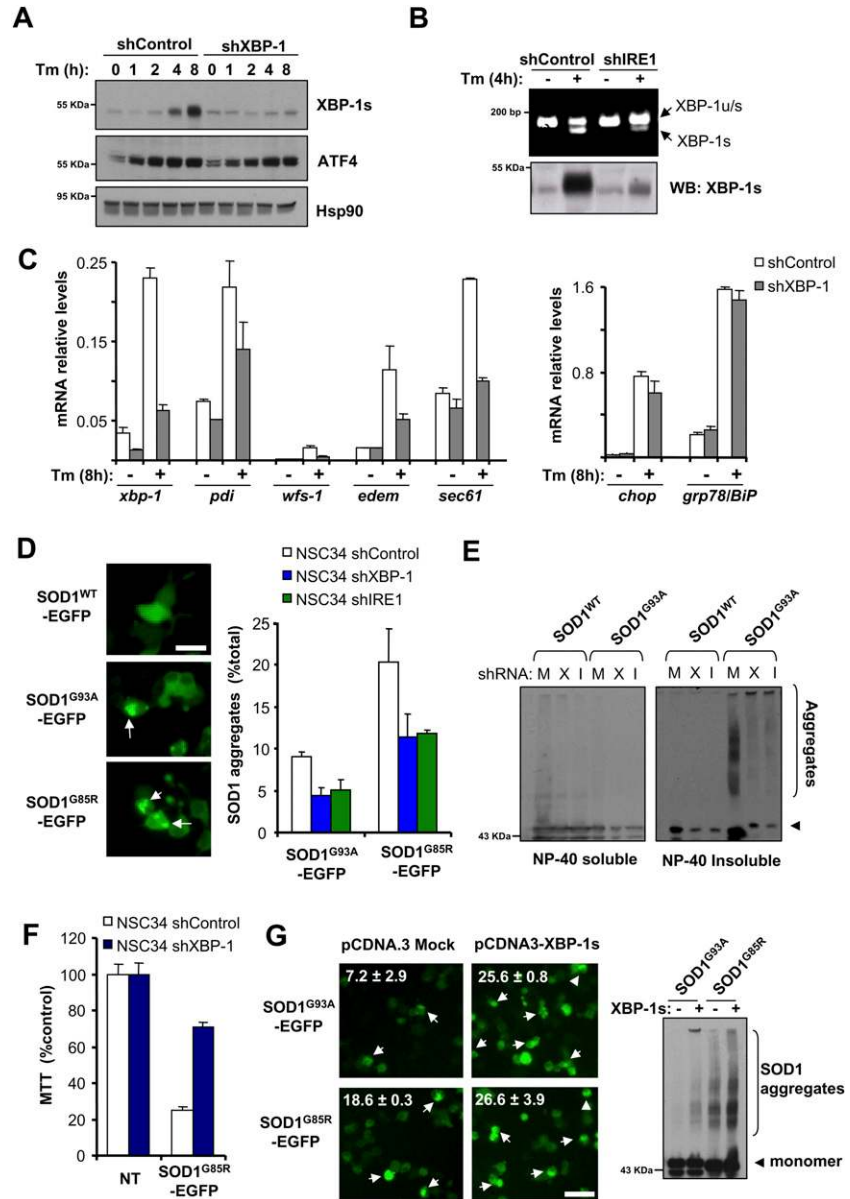 A
shControl shXBP-1
Tm (h): 0 1 2 4 8 0 1 2 4 8
55 KDa
XBP-1s
55 KDa
ATF4
95 KDa
Hsp90
B
shControl shIRE1
Tm (4h): - + - +
200 bp
XBP-1u/s
XBP-1s
55 KDa
WB: XBP-1s
C
mRNA relative levels
0.25
0.15
0.05
Tm (8h): - + - + - + - + - +
xbp-1 pdi wfs-1 edem sec61
shControl
shXBP-1
mRNA relative levels
1.6
0.8
0
Tm (8h): - + - +
chop grp78/BiP
D
SOD1WT
-EGFP
SOD1G93A
-EGFP
SOD1G85R
-EGFP
NSC34 shControl
NSC34 shXBP-1
NSC34 shIRE1
SOD1 aggregates (%total)
25
20
15
10
5
0
SOD1G93A
-EGFP
SOD1G85R
-EGFP
E
SOD1WT SOD1G93A SOD1WT SOD1G93A
shRNA: M X I M X I M X I M X I
Aggregates
43 KDa
NP-40 soluble NP-40 Insoluble
F
NSC34 shControl
NSC34 shXBP-1
MTT (%control)
120
100
80
60
40
20
0
NT SOD1G85R
-EGFP
G
pCDNA.3 Mock pCDNA3-XBP-1s
SOD1G93A
-EGFP
7.2 ± 2.9 25.6 ± 0.8
SOD1G85R
-EGFP
18.6 ± 0.3 26.6 ± 3.9
SOD1G93A SOD1G85R
XBP-1s: - + - +
SOD1
aggregates
monomer
43 KDa